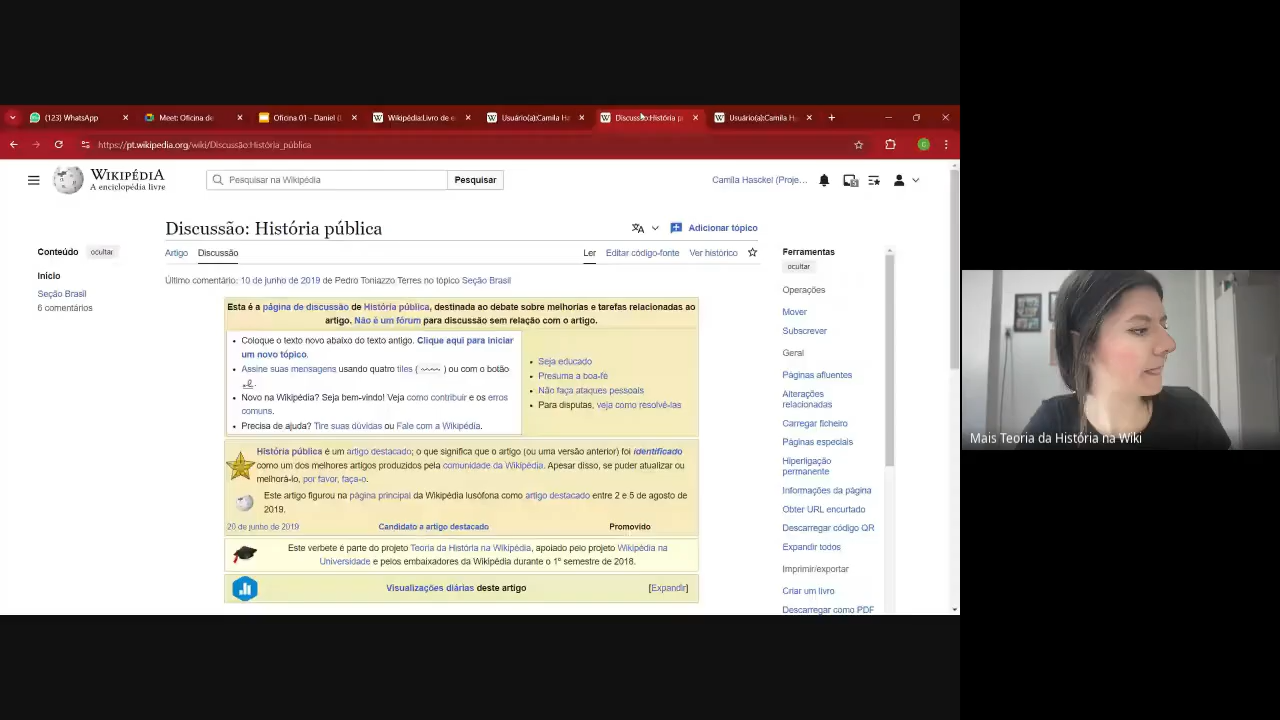 (123) WhatsApp
Meet: Oficina de
Oficina 01 - Daniel (
Wikipédia:Livro de e
Usuário(a):Camila Ha
Discussão:História p
Usuário(a):Camila H
https://pt.wikipedia.org/wiki/Discussão:História_pública
WIKIPÉDIA
A enciclopédia livre
Pesquisar na Wikipédia
Pesquisar
Camila Hasckel (Proje...
Discussão: História pública
Adicionar tópico
Conteúdo ocultar
Artigo Discussão
Ler Editar código-fonte Ver histórico
Ferramentas
ocultar
Início
Seção Brasil
6 comentários
Último comentário: 10 de junho de 2019 de Pedro Toniazzo Terres no tópico Seção Brasil
Esta é a página de discussão de História pública, destinada ao debate sobre melhorias e tarefas relacionadas ao
artigo. Não é um fórum para discussão sem relação com o artigo.
Coloque o texto novo abaixo do texto antigo. Clique aqui para iniciar
um novo tópico.
Assine suas mensagens usando quatro tiles ( ~~~~ ) ou com o botão
.
Novo na Wikipédia? Seja bem-vindo! Veja como contribuir e os erros
comuns.
Precisa de ajuda? Tire suas dúvidas ou Fale com a Wikipédia.
Seja educado
Presuma a boa-fé
Não faça ataques pessoais
Para disputas, veja como resolvê-las
História pública é um artigo destacado; o que significa que o artigo (ou uma versão anterior) foi identificado
como um dos melhores artigos produzidos pela comunidade da Wikipédia. Apesar disso, se puder atualizar ou
melhorá-lo, por favor, faça-o.
Este artigo figurou na página principal da Wikipédia lusófona como artigo destacado entre 2 e 5 de agosto de
2019.
20 de junho de 2019 Candidato a artigo destacado Promovido
Este verbete é parte do projeto Teoria da História na Wikipédia, apoiado pelo projeto Wikipédia na
Universidade e pelos embaixadores da Wikipédia durante o 1º semestre de 2018.
Visualizações diárias deste artigo [Expandir]
Operações
Mover
Subscrever
Geral
Páginas afluentes
Alterações
relacionadas
Carregar ficheiro
Páginas especiais
Hiperligação
permanente
Informações da página
Obter URL encurtado
Descarregar código QR
Expandir todos
Imprimir/exportar
Criar um livro
Descarregar como PDF
Mais Teoria da História na Wiki